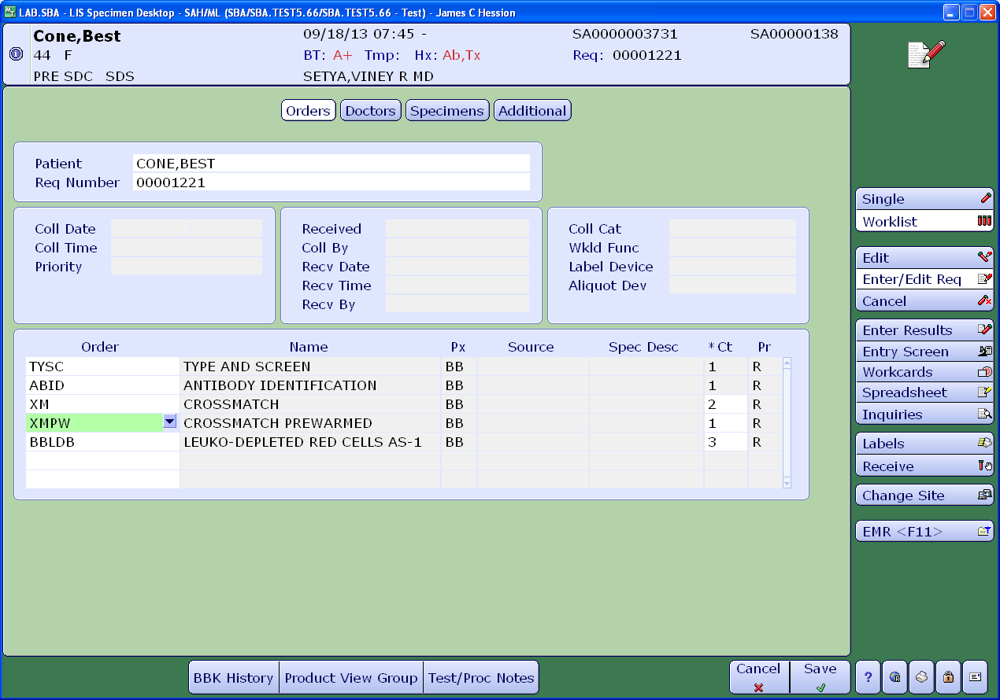 LAB.SBA - LIS Specimen Desktop - SAH/ML (SBA/SBA.TEST5.66/SBA.TEST5.66 - Test) - James C Hession
Cone,Best 09/18/13 07:45 - SA0000003731 SA00000138
44 F BT: A+ Tmp: Hx: Ab,Tx Req: 00001221
PRE SDC SDS SETYA,VINEY R MD
Orders Doctors Specimens Additional
Patient CONE,BEST
Req Number 00001221
Coll Date
Coll Time
Priority
Received
Coll By
Recv Date
Recv Time
Recv By
Coll Cat
Wkld Func
Label Device
Aliquot Dev
Order Name Px Source Spec Desc *Ct Pr
TYSC TYPE AND SCREEN BB 1 R
ABID ANTIBODY IDENTIFICATION BB 1 R
XM CROSSMATCH BB 2 R
XMPW CROSSMATCH PREWARMED BB 1 R
BBLDB LEUKO-DEPLETED RED CELLS AS-1 BB 3 R
Single
Worklist
Edit
Enter/Edit Req
Cancel
Enter Results
Entry Screen
Workcards
Spreadsheet
Inquiries
Labels
Receive
Change Site
EMR <F11>
BBK History Product View Group Test/Proc Notes Cancel Save ?